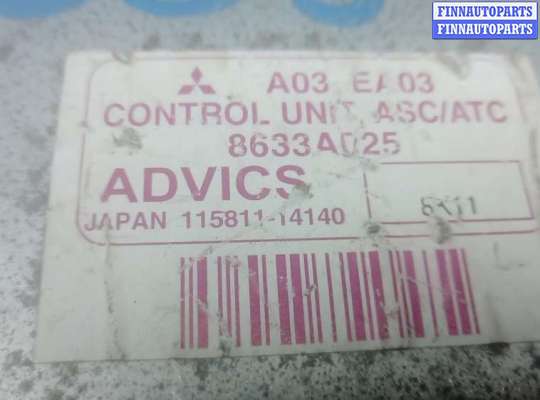 FINNAUTOPARTS
FINNAUTOPARTS
A03 EA03
CONTROL UNIT ASC/ATC
8633A025
ADVICS
JAPAN 115811-14140